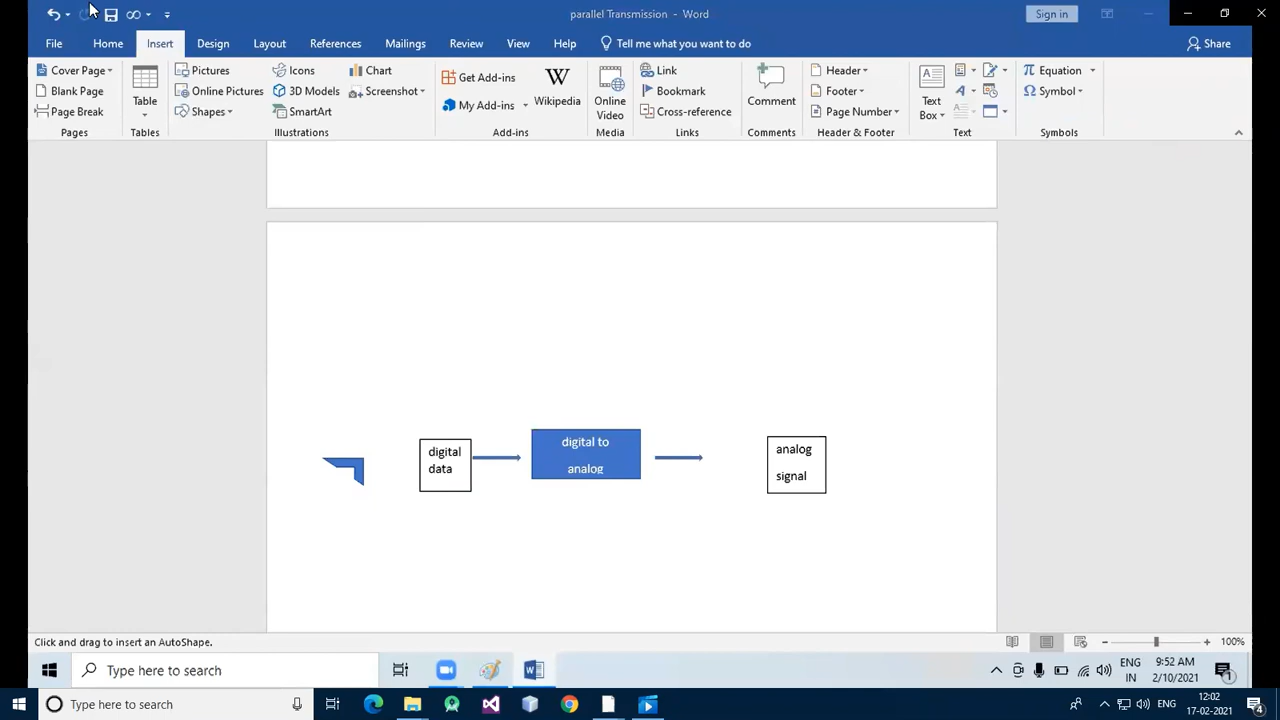 parallel Transmission - Word
Sign in
File Home Insert Design Layout References Mailings Review View Help Tell me what you want to do Share
Cover Page
Blank Page
Page Break
Pages
Table
Tables
Pictures
Online Pictures
Shapes
Icons
3D Models
SmartArt
Chart
Screenshot
Illustrations
Get Add-ins
My Add-ins
W
Wikipedia
Add-ins
Online
Video
Media
Link
Bookmark
Cross-reference
Links
Comment
Comments
Header
Footer
Page Number
Header & Footer
Text
Box
Text
π Equation
Ω Symbol
Symbols
digital
data
digital to
analog
analog
signal
Click and drag to insert an AutoShape.
100%
Type here to search
W
ENG
IN
9:52 AM
2/10/2021
1
Type here to search
ENG
12:02
17-02-2021
4